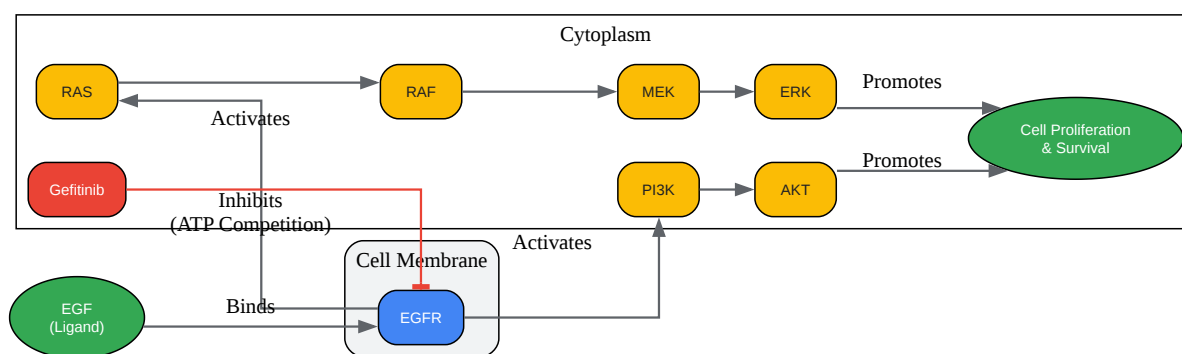 Cytoplasm
RAS
RAF
MEK
ERK
Promotes
Activates
Cell Proliferation
& Survival
Gefitinib
Inhibits
(ATP Competition)
PI3K
AKT
Promotes
Activates
Cell Membrane
EGF
(Ligand)
Binds
EGFR